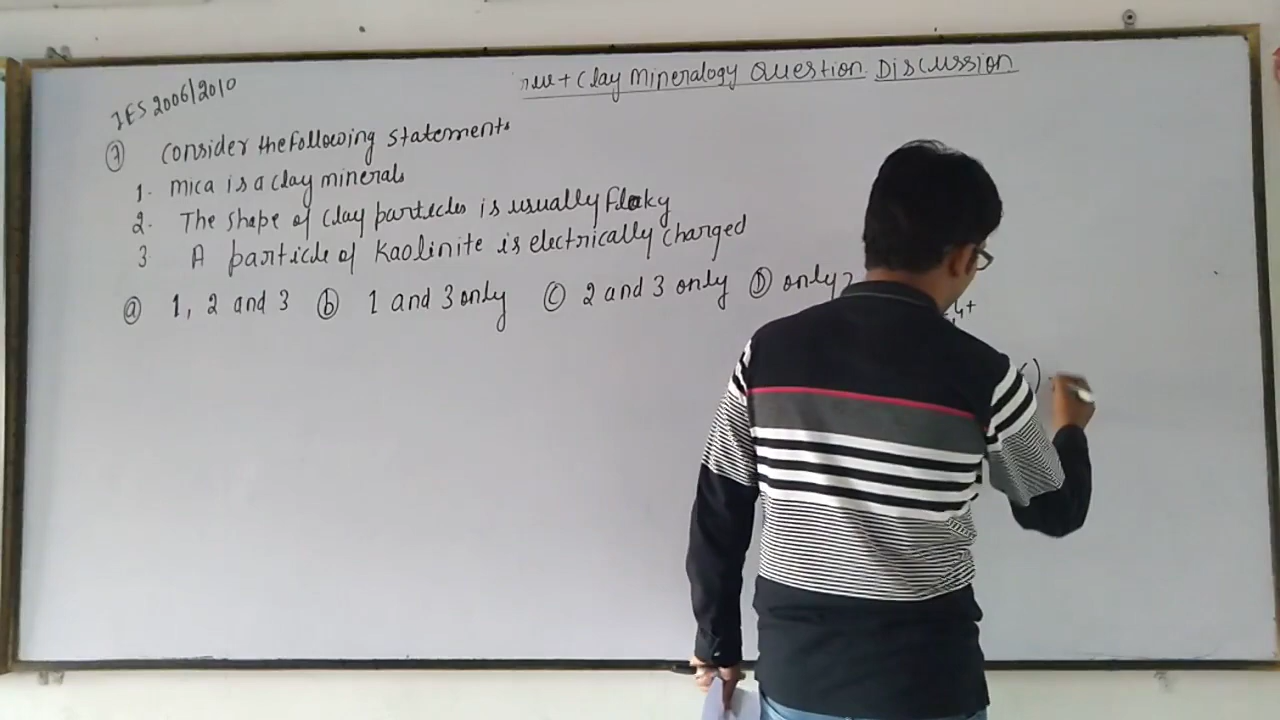 + Clay Mineralogy Question Discussion
IES 2006/2010
7 Consider the following statements
1. Mica is a clay minerals
2. The shape of clay particles is usually flaky
3 A particle of Kaolinite is electrically charged
a 1, 2 and 3 b 1 and 3 only c 2 and 3 only D only 2
4+